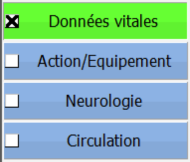 Données vitales
Action/Equipement
Neurologie
Circulation